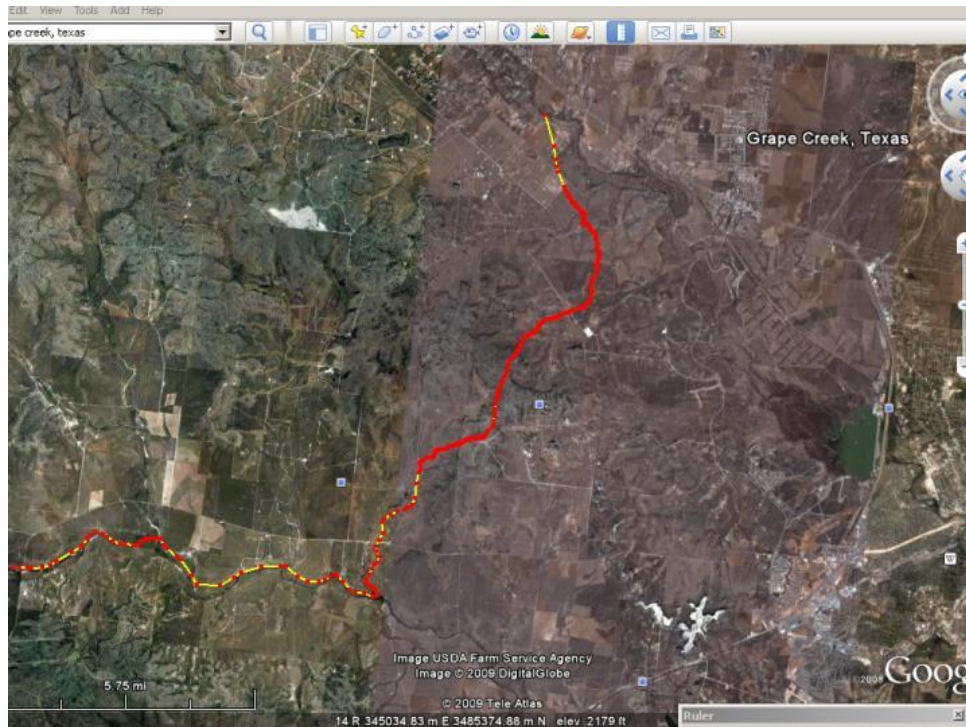 Edit View Tools Add Help
pe creek, texas
Grape Creek, Texas
W
Image USDA Farm Service Agency
Image © 2009 DigitalGlobe
© 2008 Goog
5.75 mi
© 2009 Tele Atlas
14 R 345034.83 m E 3485374.88 m N elev 2179 ft
Ruler